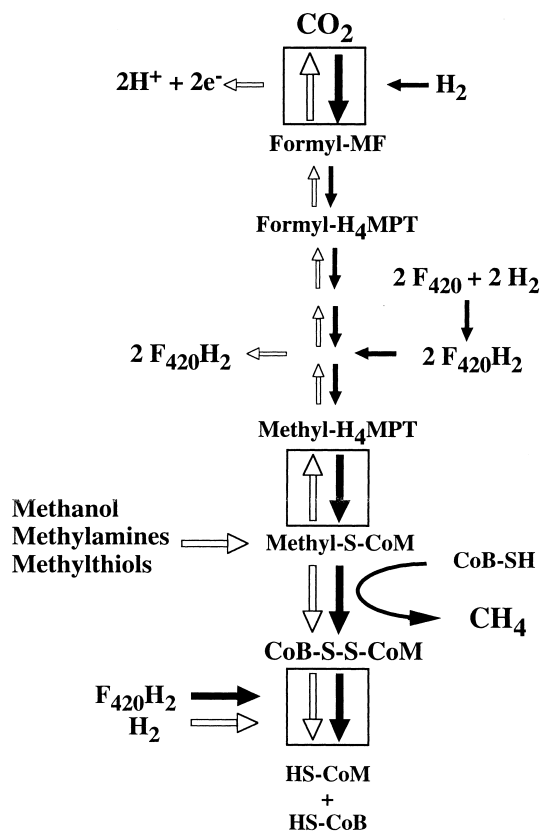 CO2
2H+ + 2e-
H2
Formyl-MF
Formyl-H4MPT
2 F420 + 2 H2
2 F420H2
2 F420H2
Methyl-H4MPT
Methanol
Methylamines
Methylthiols
Methyl-S-CoM
CoB-SH
CH4
CoB-S-S-CoM
F420H2
H2
HS-CoM
+
HS-CoB